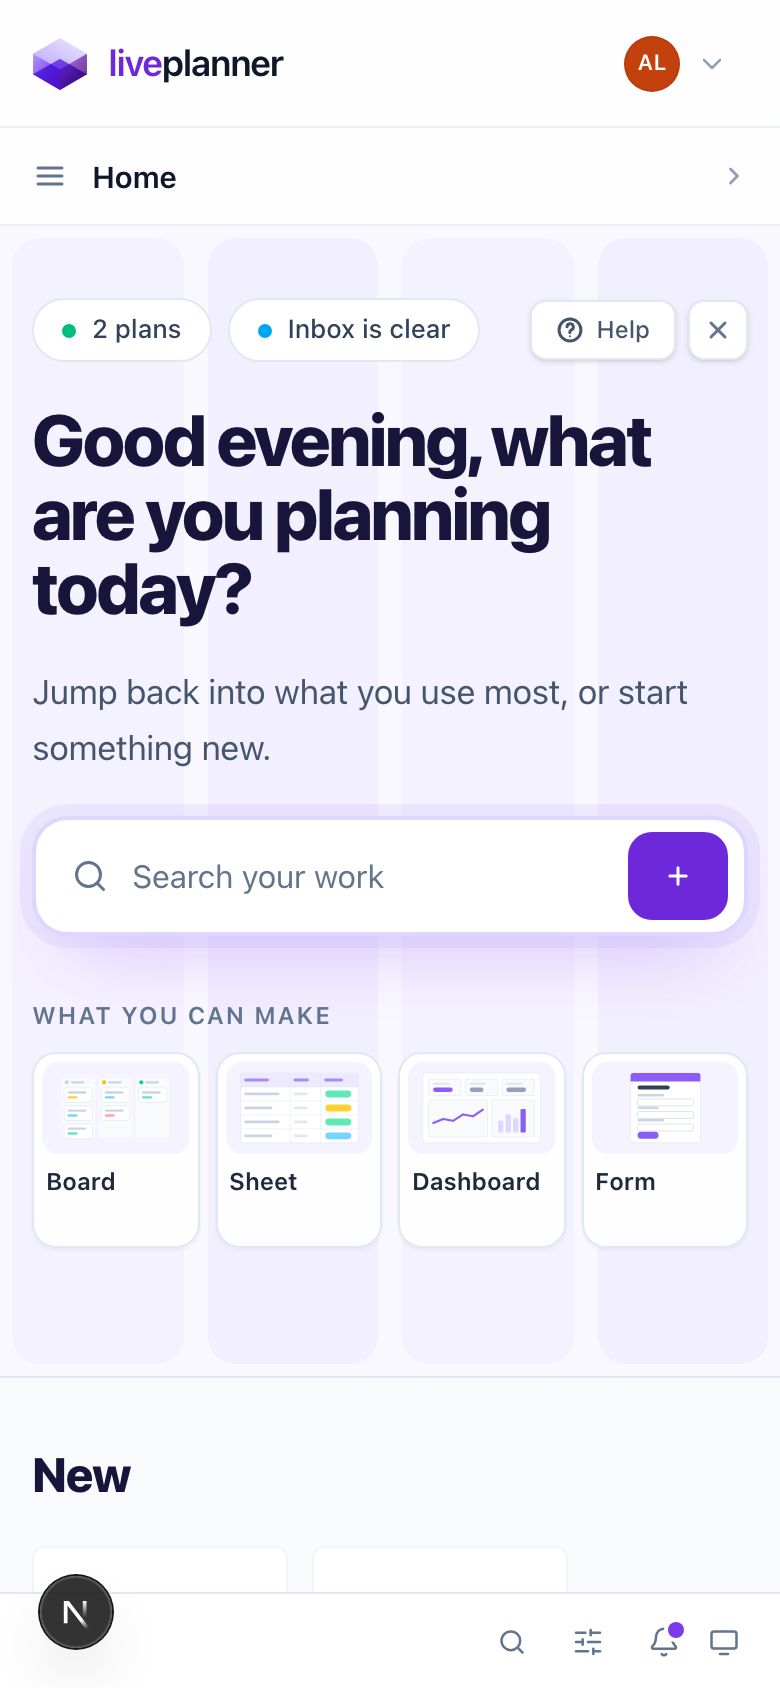 liveplanner
AL
Home
2 plans
Inbox is clear
Help
Good evening, what
are you planning
today?
Jump back into what you use most, or start
something new.
Search your work
WHAT YOU CAN MAKE
Board
Sheet
Dashboard
Form
New
N